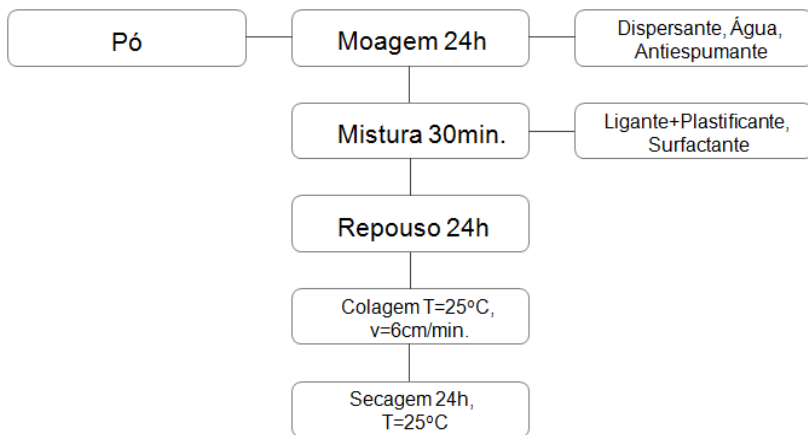 Pó
Moagem 24h
Dispersante, Água,
Antiespumante
Mistura 30min.
Ligante+Plastificante,
Surfactante
Repouso 24h
Colagem T=25ºC,
v=6cm/min.
Secagem 24h,
T=25ºC